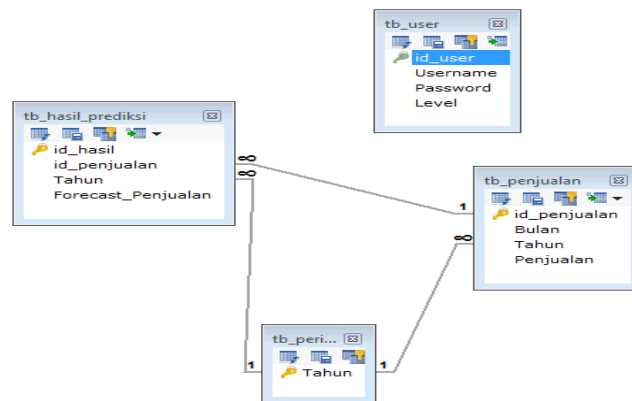 tb_user
id_user
Username
Password
Level
tb_hasil_prediksi
id_hasil
id_penjualan
Tahun
Forecast_Penjualan
∞
∞
1
∞
tb_penjualan
id_penjualan
Bulan
Tahun
Penjualan
tb_peri...
Tahun
1
1